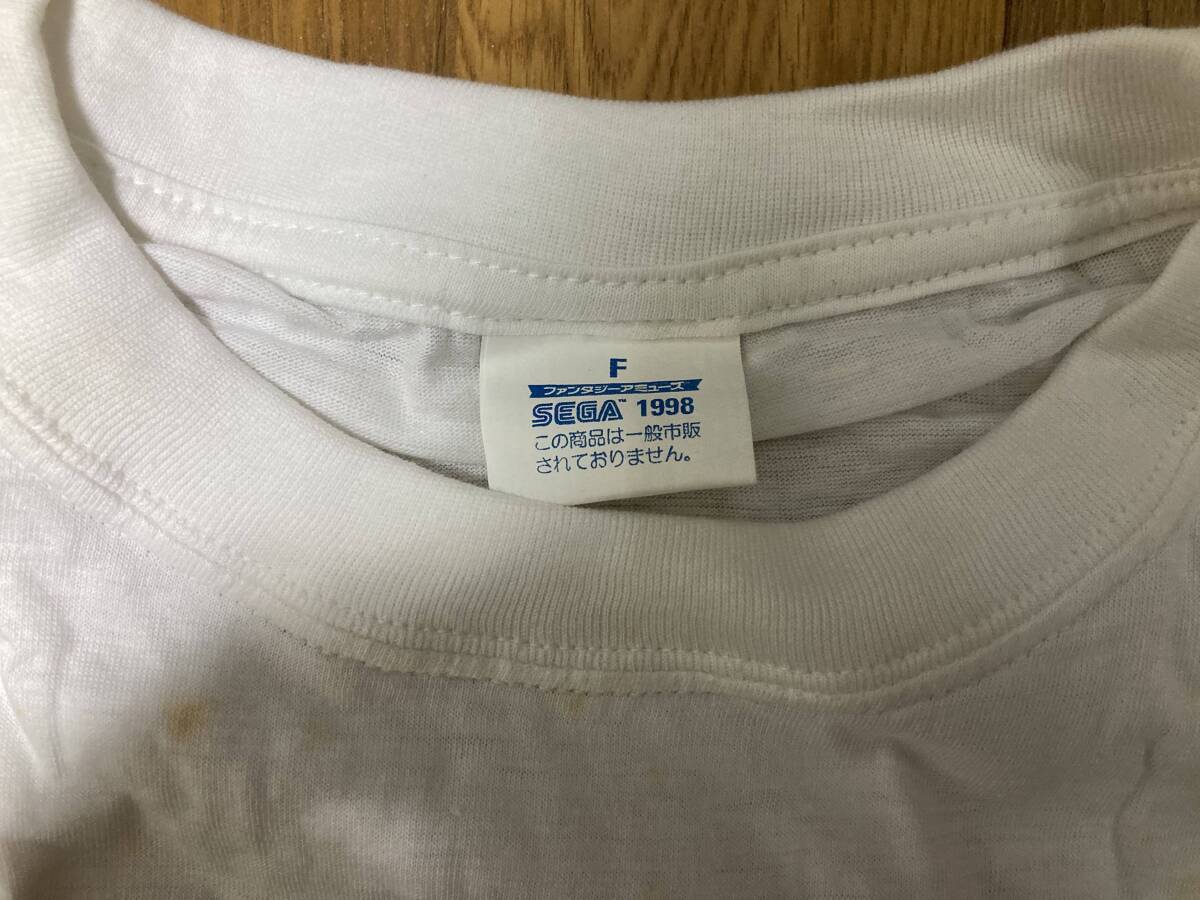 F
ファンタジーアミューズ
SEGA™ 1998
この商品は一般市販
されておりません。